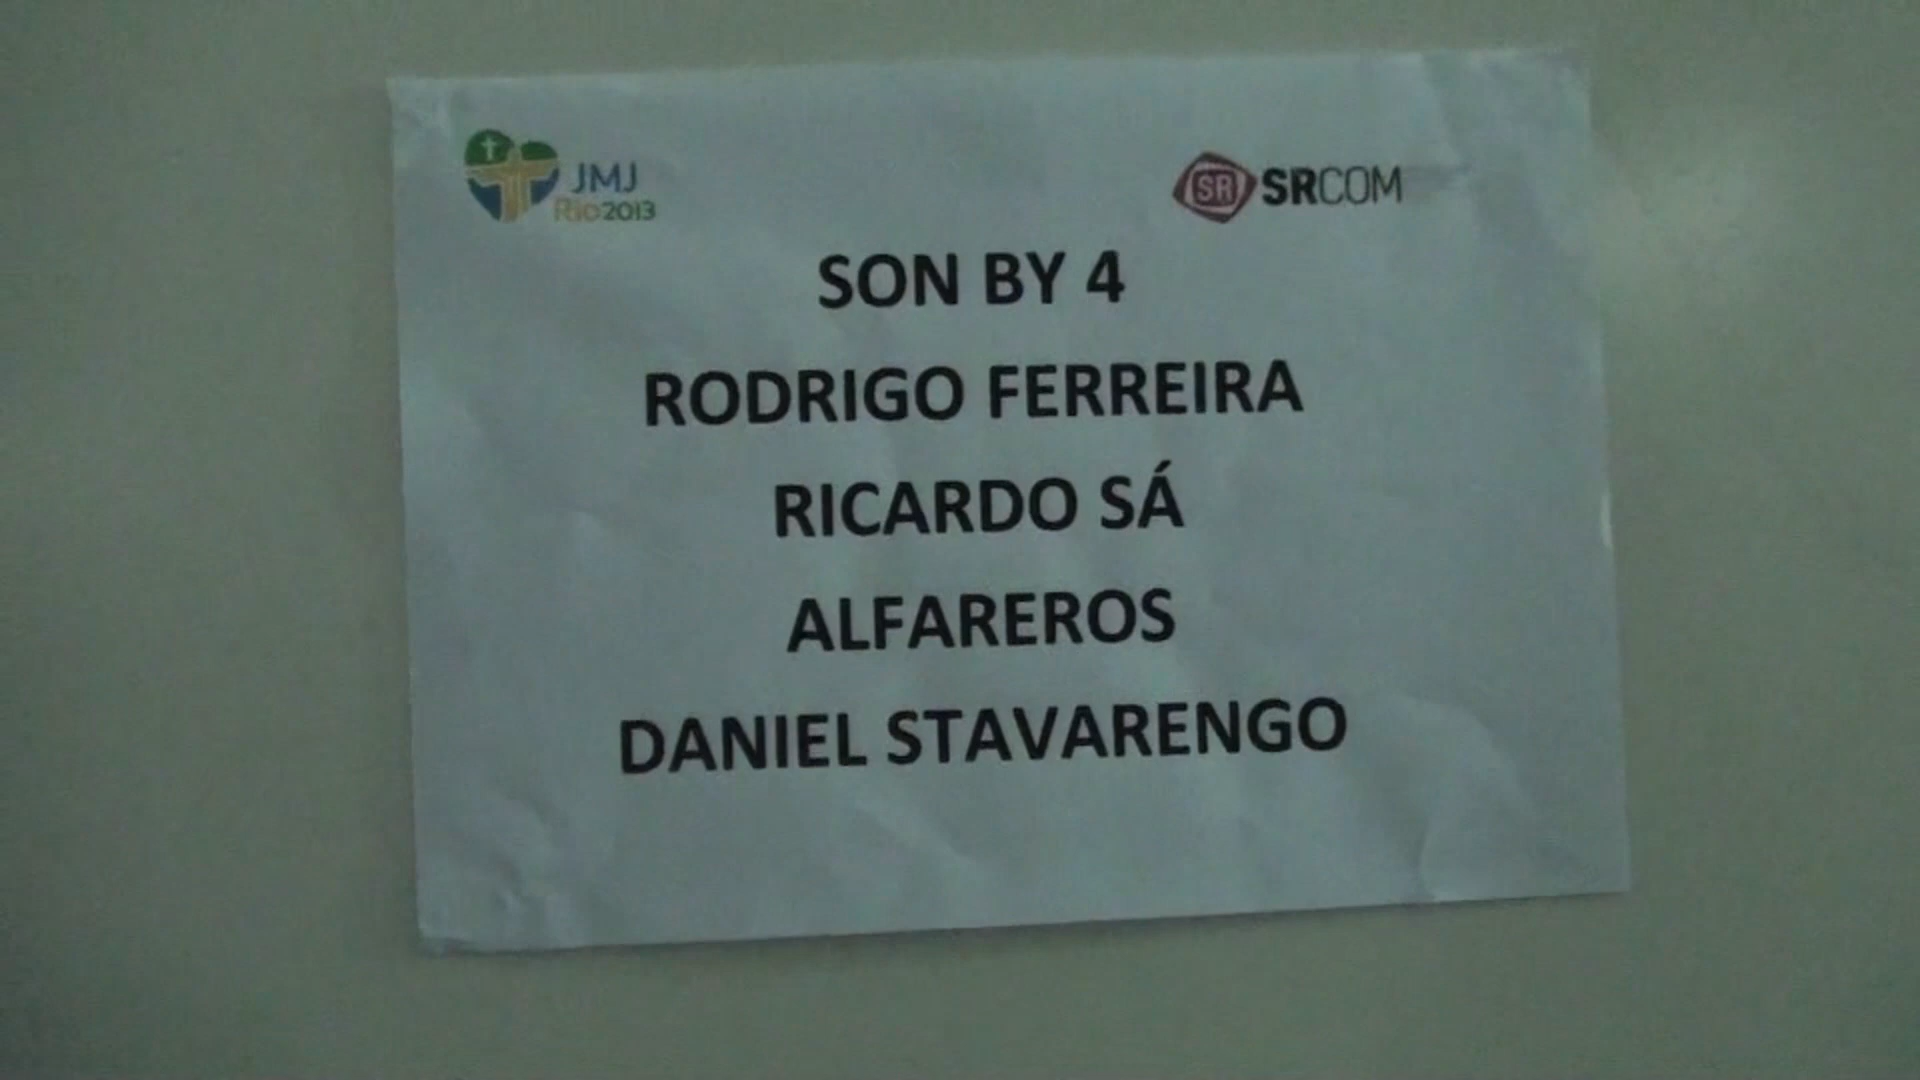 JMJ
Rio2013
SR SRCOM
SON BY 4
RODRIGO FERREIRA
RICARDO SÁ
ALFAREROS
DANIEL STAVARENGO